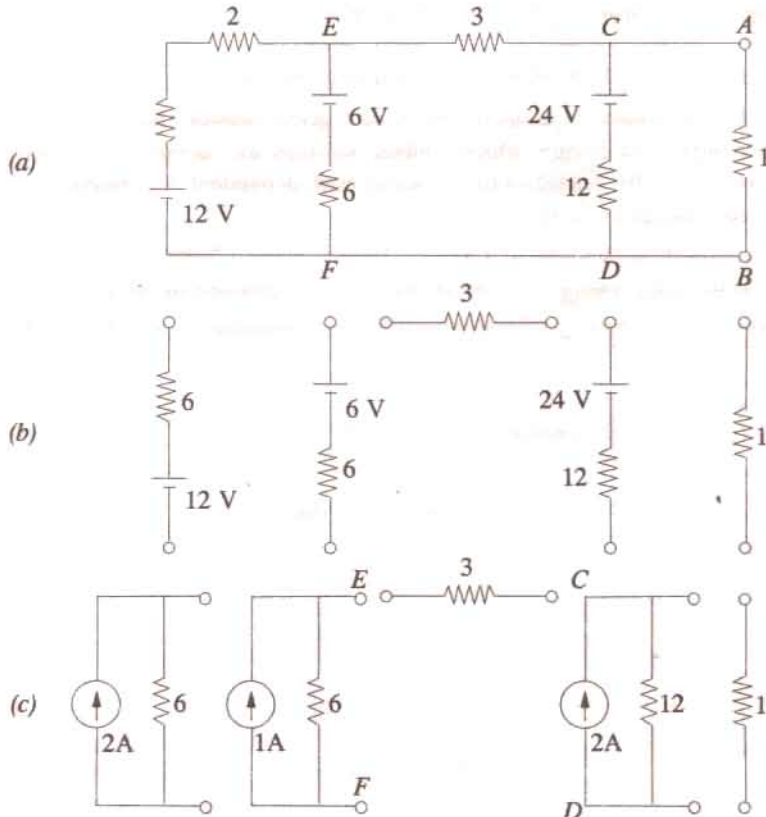 2 E 3 C A
6 V 24 V
(a) 1
12 V 6 12
F D B
3
6
6 V 24 V
(b) 1
6 12
12 V
E 3 C
(c) 6 6 12 1
2A 1A 2A
F D